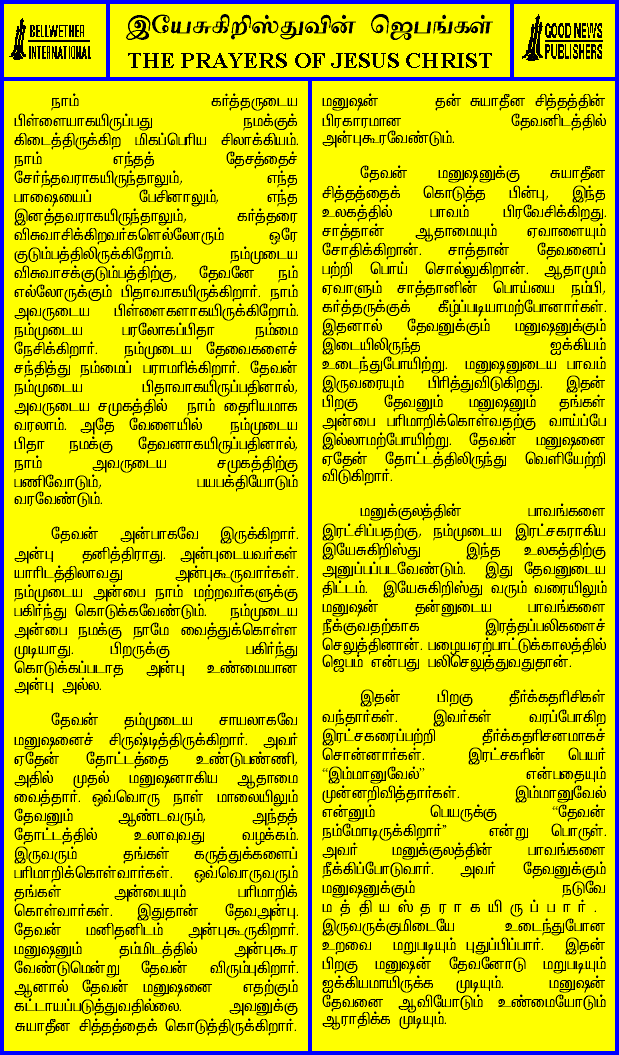 BELLWETHER
INTERNATIONAL
இயேசுகிறிஸ்துவின் ஜெபங்கள்
THE PRAYERS OF JESUS CHRIST
GOOD NEWS
PUBLISHERS
நாம் கர்த்தருடைய
பிள்ளையாகயிருப்பது நமக்குக்
கிடைத்திருக்கிற மிகப்பெரிய சிலாக்கியம்.
நாம் எந்தத் தேசத்தைச்
சேர்ந்தவராகயிருந்தாலும், எந்த
பாஷையைப் பேசினாலும், எந்த
இனத்தவராகயிருந்தாலும், கர்த்தரை
விசுவாசிக்கிறவர்களெல்லோரும் ஒரே
குடும்பத்திலிருக்கிறோம். நம்முடைய
விசுவாசக்குடும்பத்திற்கு, தேவனே நம்
எல்லோருக்கும் பிதாவாகயிருக்கிறார். நாம்
அவருடைய பிள்ளைகளாகயிருக்கிறோம்.
நம்முடைய பரலோகப்பிதா நம்மை
நேசிக்கிறார். நம்முடைய தேவைகளைச்
சந்தித்து நம்மைப் பராமரிக்கிறார். தேவன்
நம்முடைய பிதாவாகயிருப்பதினால்,
அவருடைய சமுகத்தில் நாம் தைரியமாக
வரலாம். அதே வேளையில் நம்முடைய
பிதா நமக்கு தேவனாகயிருப்பதினால்,
நாம் அவருடைய சமுகத்திற்கு
பணிவோடும், பயபக்தியோடும்
வரவேண்டும்.
தேவன் அன்பாகவே இருக்கிறார்.
அன்பு தனித்திராது. அன்புடையவர்கள்
யாரிடத்திலாவது அன்புகூருவார்கள்.
நம்முடைய அன்பை நாம் மற்றவர்களுக்கு
பகிர்ந்து கொடுக்கவேண்டும். நம்முடைய
அன்பை நமக்கு நாமே வைத்துக்கொள்ள
முடியாது. பிறருக்கு பகிர்ந்து
கொடுக்கப்படாத அன்பு உண்மையான
அன்பு அல்ல.
தேவன் தம்முடைய சாயலாகவே
மனுஷனைச் சிருஷ்டித்திருக்கிறார். அவர்
ஏதேன் தோட்டத்தை உண்டுபண்ணி,
அதில் முதல் மனுஷனாகிய ஆதாமை
வைத்தார். ஒவ்வொரு நாள் மாலையிலும்
தேவனும் ஆண்டவரும், அந்தத்
தோட்டத்தில் உலாவுவது வழக்கம்.
இருவரும் தங்கள் கருத்துக்களைப்
பரிமாறிக்கொள்வார்கள். ஒவ்வொருவரும்
தங்கள் அன்பையும் பரிமாறிக்
கொள்வார்கள். இதுதான் தேவஅன்பு.
தேவன் மனிதனிடம் அன்புகூருகிறார்.
மனுஷனும் தம்மிடத்தில் அன்புகூர
வேண்டுமென்று தேவன் விரும்புகிறார்.
ஆனால் தேவன் மனுஷனை எதற்கும்
கட்டாயப்படுத்துவதில்லை. அவனுக்கு
சுயாதீன சித்தத்தைக் கொடுத்திருக்கிறார்.
மனுஷன் தன் சுயாதீன சித்தத்தின்
பிரகாரமான தேவனிடத்தில்
அன்புகூரவேண்டும்.
தேவன் மனுஷனுக்கு சுயாதீன
சித்தத்தைக் கொடுத்த பின்பு, இந்த
உலகத்தில் பாவம் பிரவேசிக்கிறது.
சாத்தான் ஆதாமையும் ஏவாளையும்
சோதிக்கிறான். சாத்தான் தேவனைப்
பற்றி பொய் சொல்லுகிறான். ஆதாமும்
ஏவாளும் சாத்தானின் பொய்யை நம்பி,
கர்த்தருக்குக் கீழ்ப்படியாமற்போனார்கள்.
இதனால் தேவனுக்கும் மனுஷனுக்கும்
இடையிலிருந்த ஐக்கியம்
உடைந்துபோயிற்று. மனுஷனுடைய பாவம்
இருவரையும் பிரித்துவிடுகிறது. இதன்
பிறகு தேவனும் மனுஷனும் தங்கள்
அன்பை பரிமாறிக்கொள்வதற்கு வாய்ப்பே
இல்லாமற்போயிற்று. தேவன் மனுஷனை
ஏதேன் தோட்டத்திலிருந்து வெளியேற்றி
விடுகிறார்.
மனுக்குலத்தின் பாவங்களை
இரட்சிப்பதற்கு, நம்முடைய இரட்சகராகிய
இயேசுகிறிஸ்து இந்த உலகத்திற்கு
அனுப்பப்படவேண்டும். இது தேவனுடைய
திட்டம். இயேசுகிறிஸ்து வரும் வரையிலும்
மனுஷன் தன்னுடைய பாவங்களை
நீக்குவதற்காக இரத்தப்பலிகளைச்
செலுத்தினான். பழையஏற்பாட்டுக்காலத்தில்
ஜெபம் என்பது பலிசெலுத்துவதுதான்.
இதன் பிறகு தீர்க்கதரிசிகள்
வந்தார்கள். இவர்கள் வரப்போகிற
இரட்சகரைப்பற்றி தீர்க்கதரிசனமாகச்
சொன்னார்கள். இரட்சகரின் பெயர்
“இம்மானுவேல்” என்பதையும்
முன்னறிவித்தார்கள். இம்மானுவேல்
என்னும் பெயருக்கு “தேவன்
நம்மோடிருக்கிறார்” என்று பொருள்.
அவர் மனுக்குலத்தின் பாவங்களை
நீக்கிப்போடுவார். அவர் தேவனுக்கும்
மனுஷனுக்கும் நடுவே
மத்தியஸ்தராகயிருப்பார்.
இருவருக்குமிடையே உடைந்துபோன
உறவை மறுபடியும் புதுப்பிப்பார். இதன்
பிறகு மனுஷன் தேவனோடு மறுபடியும்
ஐக்கியமாயிருக்க முடியும். மனுஷன்
தேவனை ஆவியோடும் உண்மையோடும்
ஆராதிக்க முடியும்.